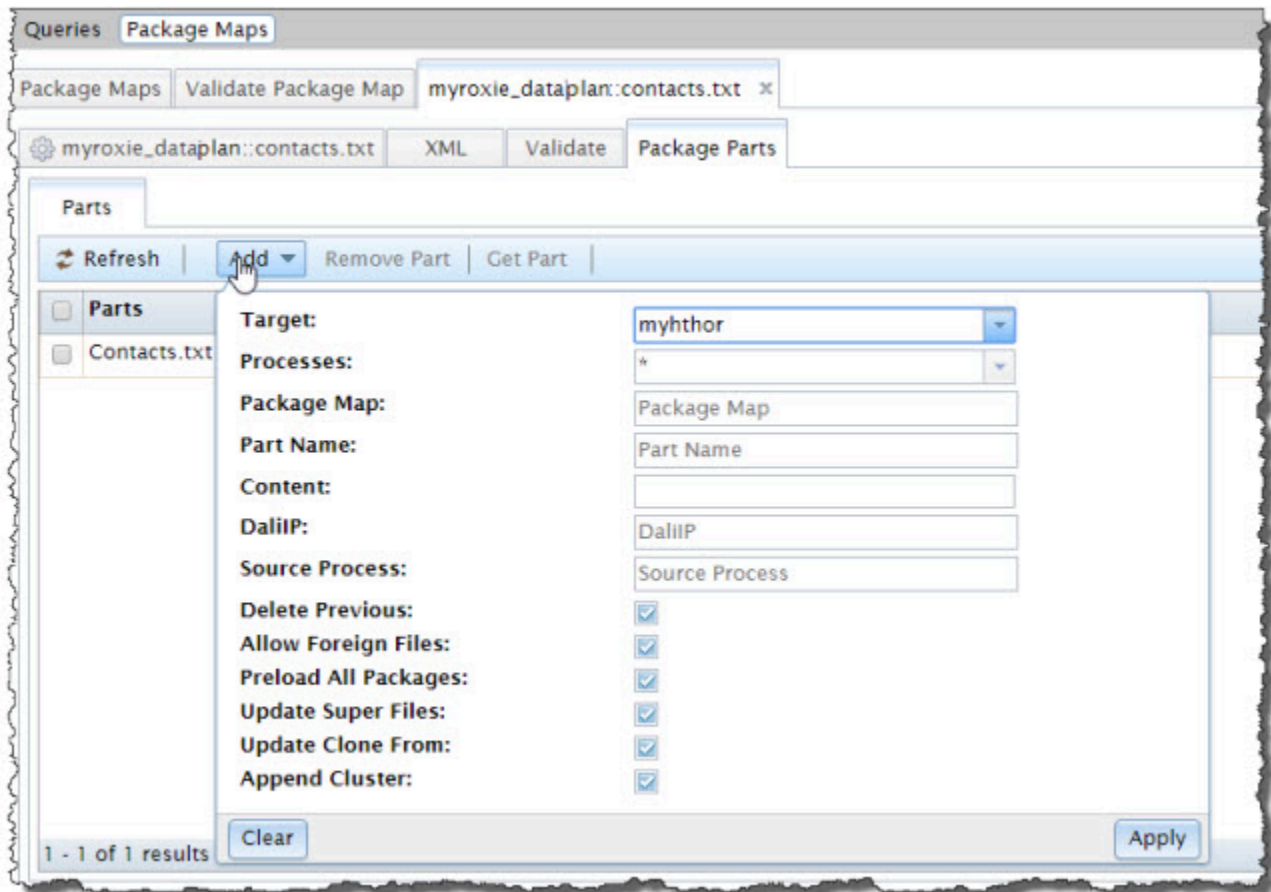 Queries Package Maps
Package Maps Validate Package Map myroxie_dataplan::contacts.txt x
myroxie_dataplan::contacts.txt XML Validate Package Parts
Parts
Refresh Add Remove Part Get Part
Parts
Contacts.txt
Target: myhthor
Processes: *
Package Map: Package Map
Part Name: Part Name
Content:
DaliIP: DaliIP
Source Process: Source Process
Delete Previous:
Allow Foreign Files:
Preload All Packages:
Update Super Files:
Update Clone From:
Append Cluster:
Clear Apply
1 - 1 of 1 results